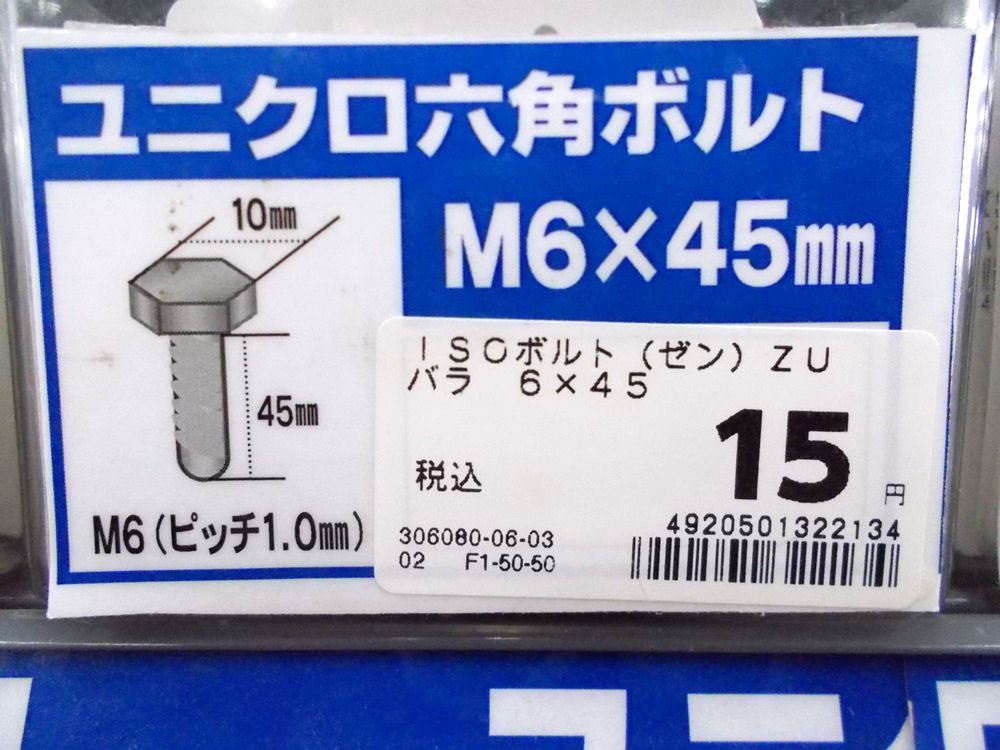 ユニクロ六角ボルト
M6×45mm
10mm
45mm
M6(ピッチ1.0mm)
ISOボルト(ゼン)ZU
バラ 6×45
15円
税込
4920501322134
306080-06-03
02 F1-50-50